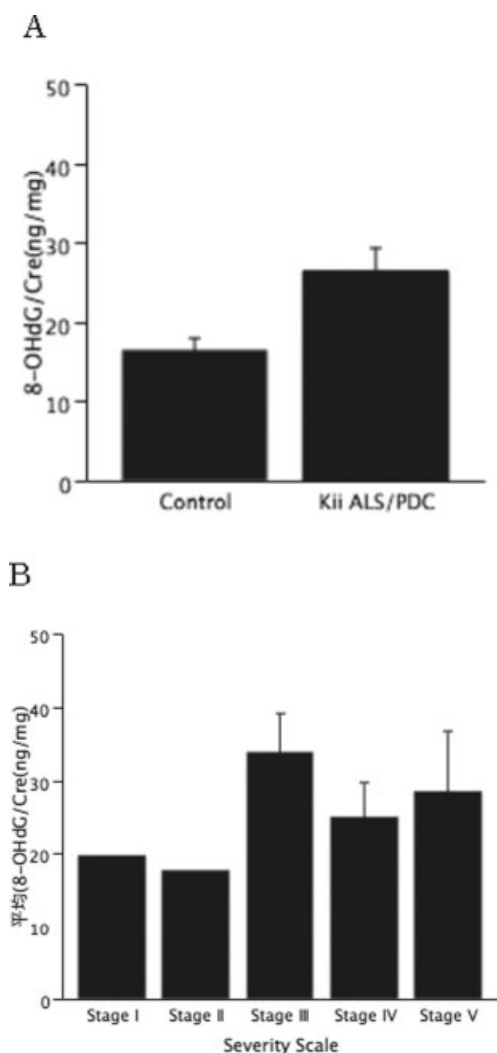 A
50
40
30
20
10
0
8-OHdG/Cre(ng/mg)
Control Kii ALS/PDC
B
50
40
30
20
10
0
平均(8-OHdG/Cre(ng/mg)
Stage I Stage II Stage III Stage IV Stage V
Severity Scale